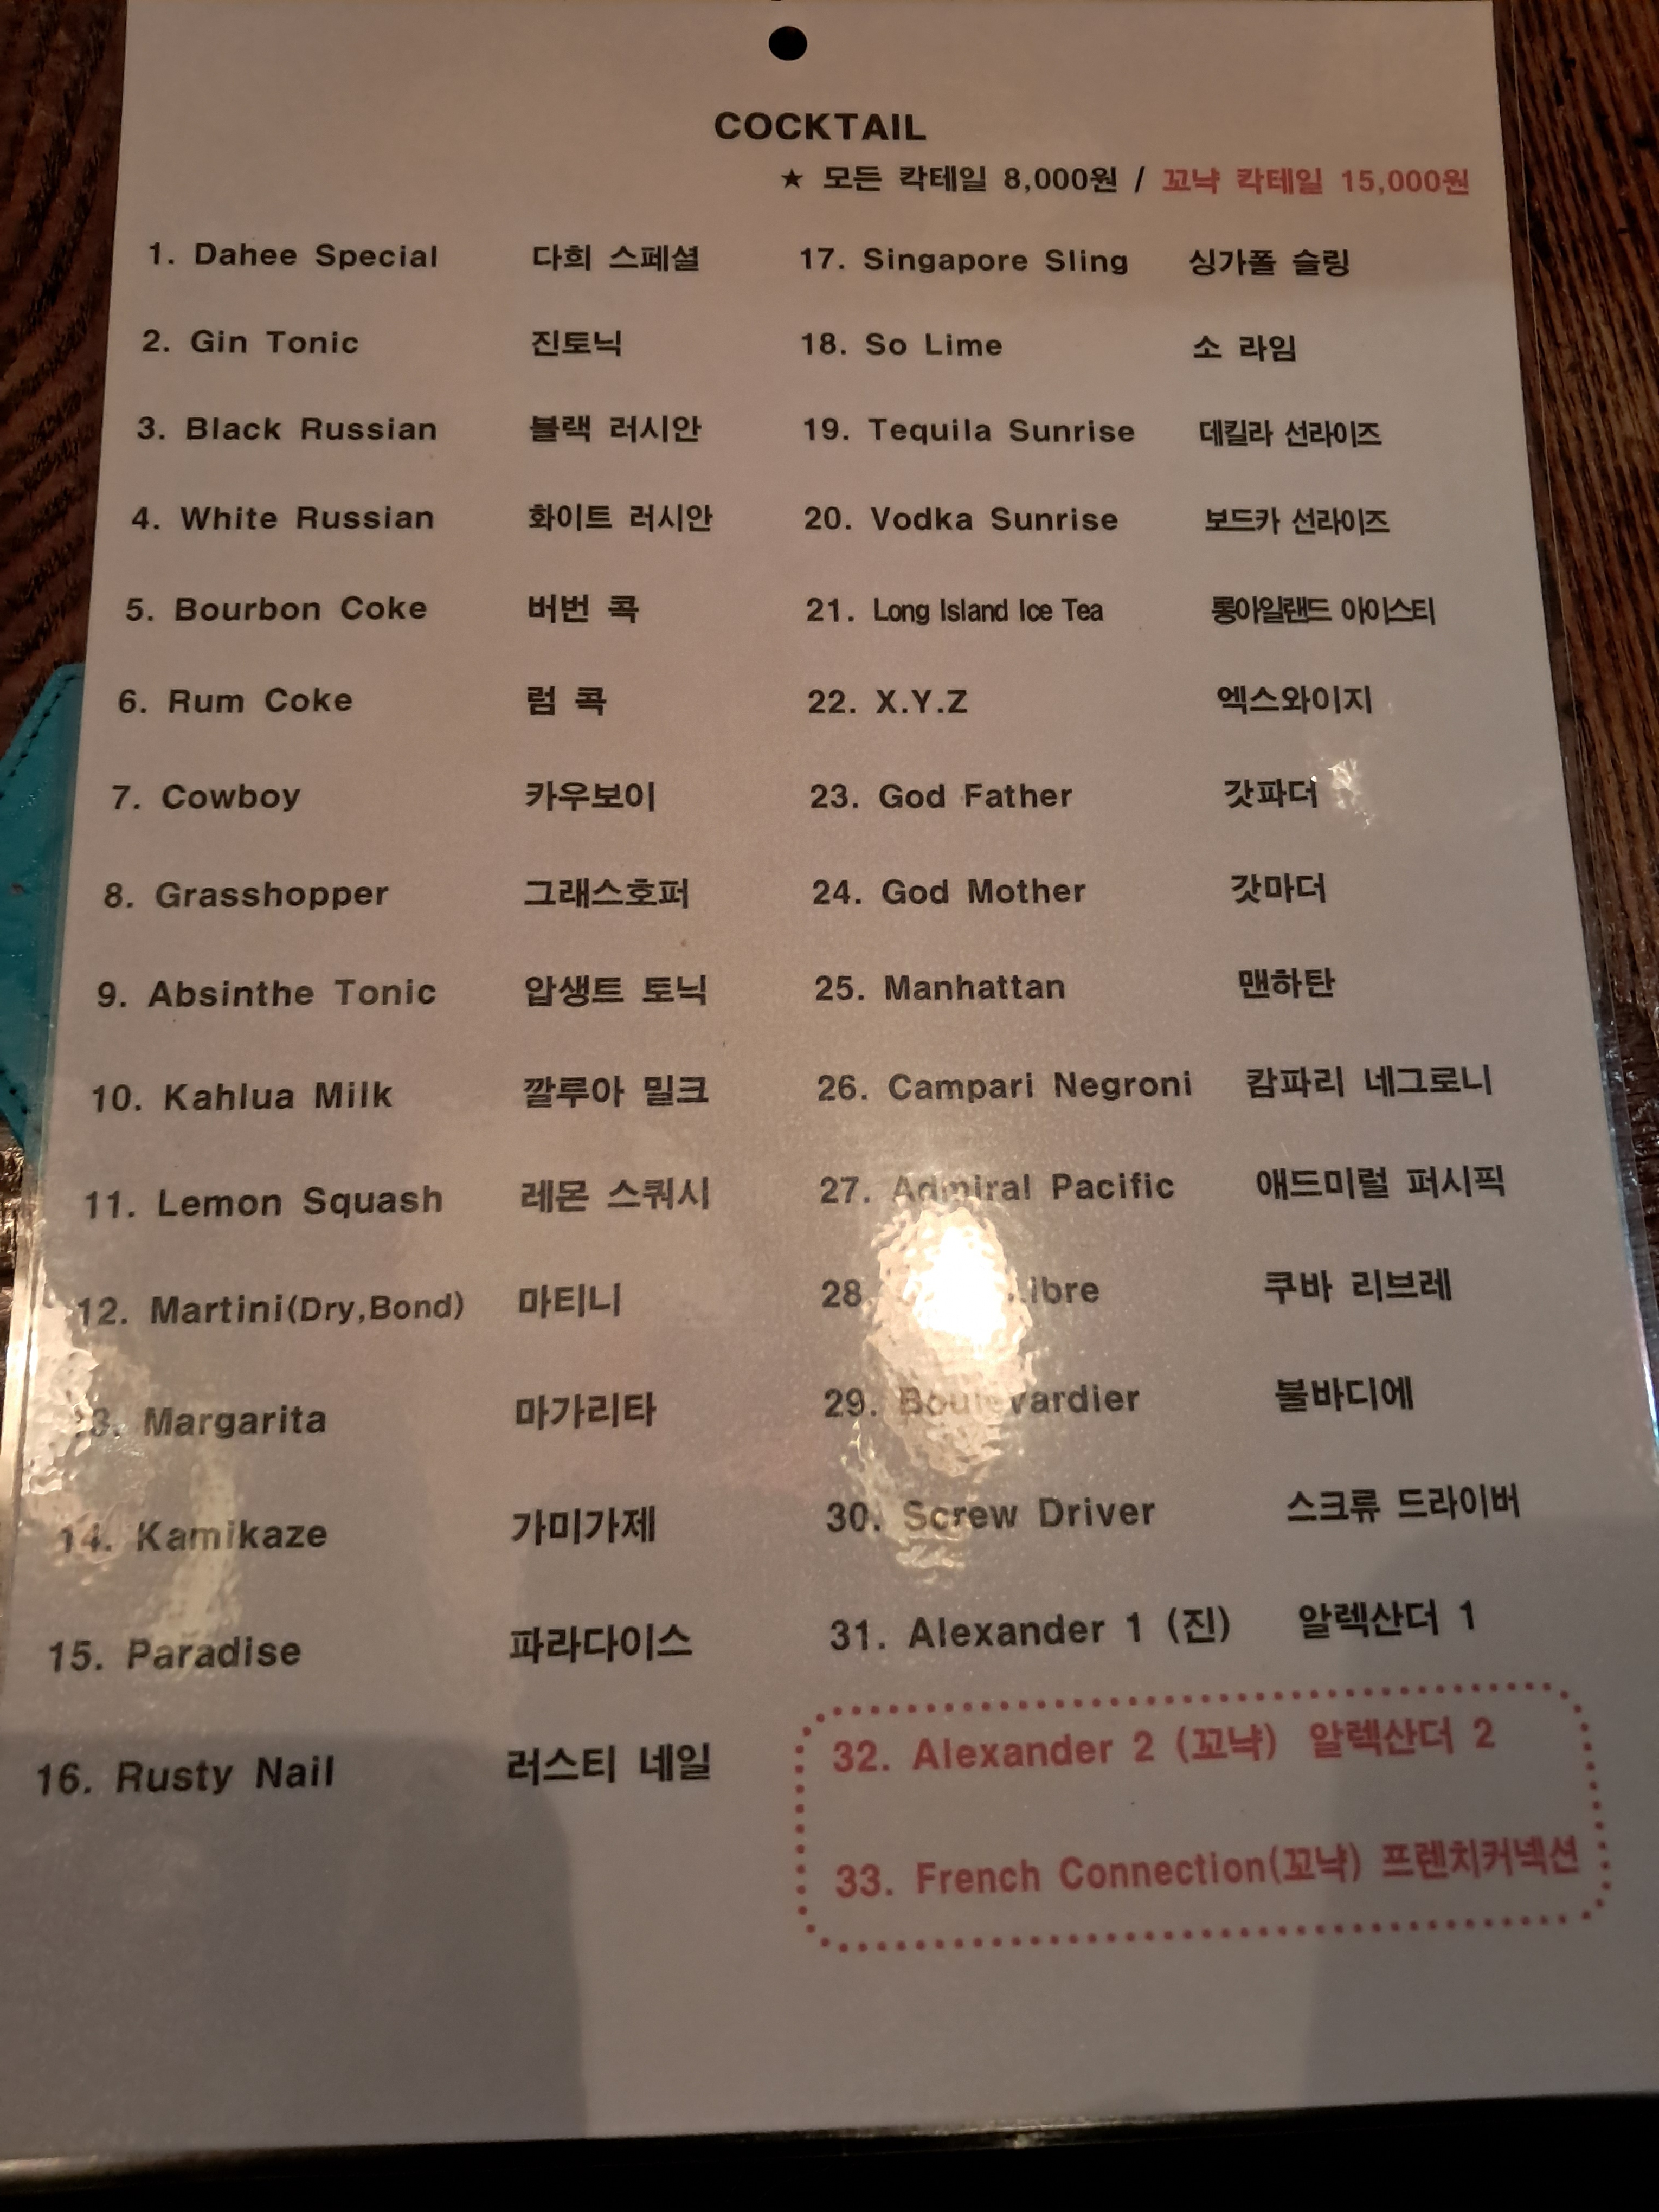 COCKTAIL
★ 모든 칵테일 8,000원 / 꼬냑 칵테일 15,000원
1. Dahee Special 다희 스페셜
2. Gin Tonic 진토닉
3. Black Russian 블랙 러시안
4. White Russian 화이트 러시안
5. Bourbon Coke 버번 콕
6. Rum Coke 럼 콕
7. Cowboy 카우보이
8. Grasshopper 그래스호퍼
9. Absinthe Tonic 압생트 토닉
10. Kahlua Milk 깔루아 밀크
11. Lemon Squash 레몬 스쿼시
12. Martini(Dry,Bond) 마티니
13. Margarita 마가리타
14. Kamikaze 가미가제
15. Paradise 파라다이스
16. Rusty Nail 러스티 네일
17. Singapore Sling 싱가폴 슬링
18. So Lime 소 라임
19. Tequila Sunrise 데킬라 선라이즈
20. Vodka Sunrise 보드카 선라이즈
21. Long Island Ice Tea 롱아일랜드 아이스티
22. X.Y.Z 엑스와이지
23. God Father 갓파더
24. God Mother 갓마더
25. Manhattan 맨하탄
26. Campari Negroni 캄파리 네그로니
27. Admiral Pacific 애드미럴 퍼시픽
28 쿠바 리브레
29. Boulevardier 불바디에
30. Screw Driver 스크류 드라이버
31. Alexander 1 (진) 알렉산더 1
32. Alexander 2 (꼬냑) 알렉산더 2
33. French Connection(꼬냑) 프렌치커넥션